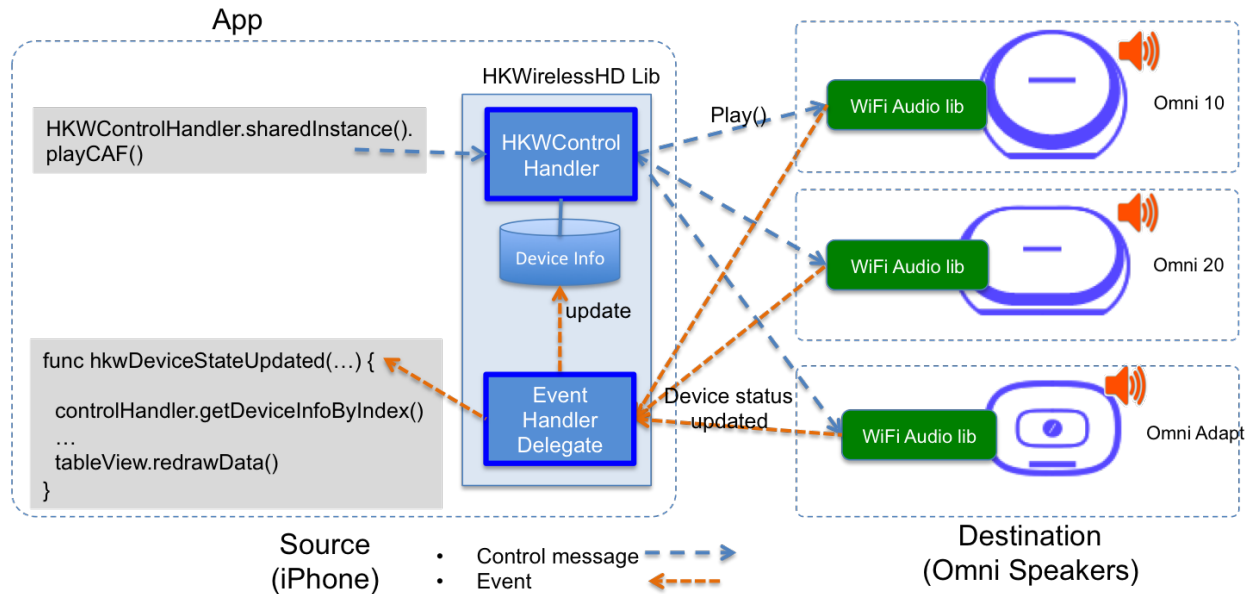 App
HKWirelessHD Lib
HKWControlHandler.sharedInstance().
playCAF()
HKWControl
Handler
Device Info
update
func hkwDeviceStateUpdated(…) {
controlHandler.getDeviceInfoByIndex()
…
tableView.redrawData()
}
Event
Handler
Delegate
Play()
Device status
updated
WiFi Audio lib
Omni 10
WiFi Audio lib
Omni 20
WiFi Audio lib
Omni Adapt
Source
(iPhone)
• Control message
• Event
Destination
(Omni Speakers)